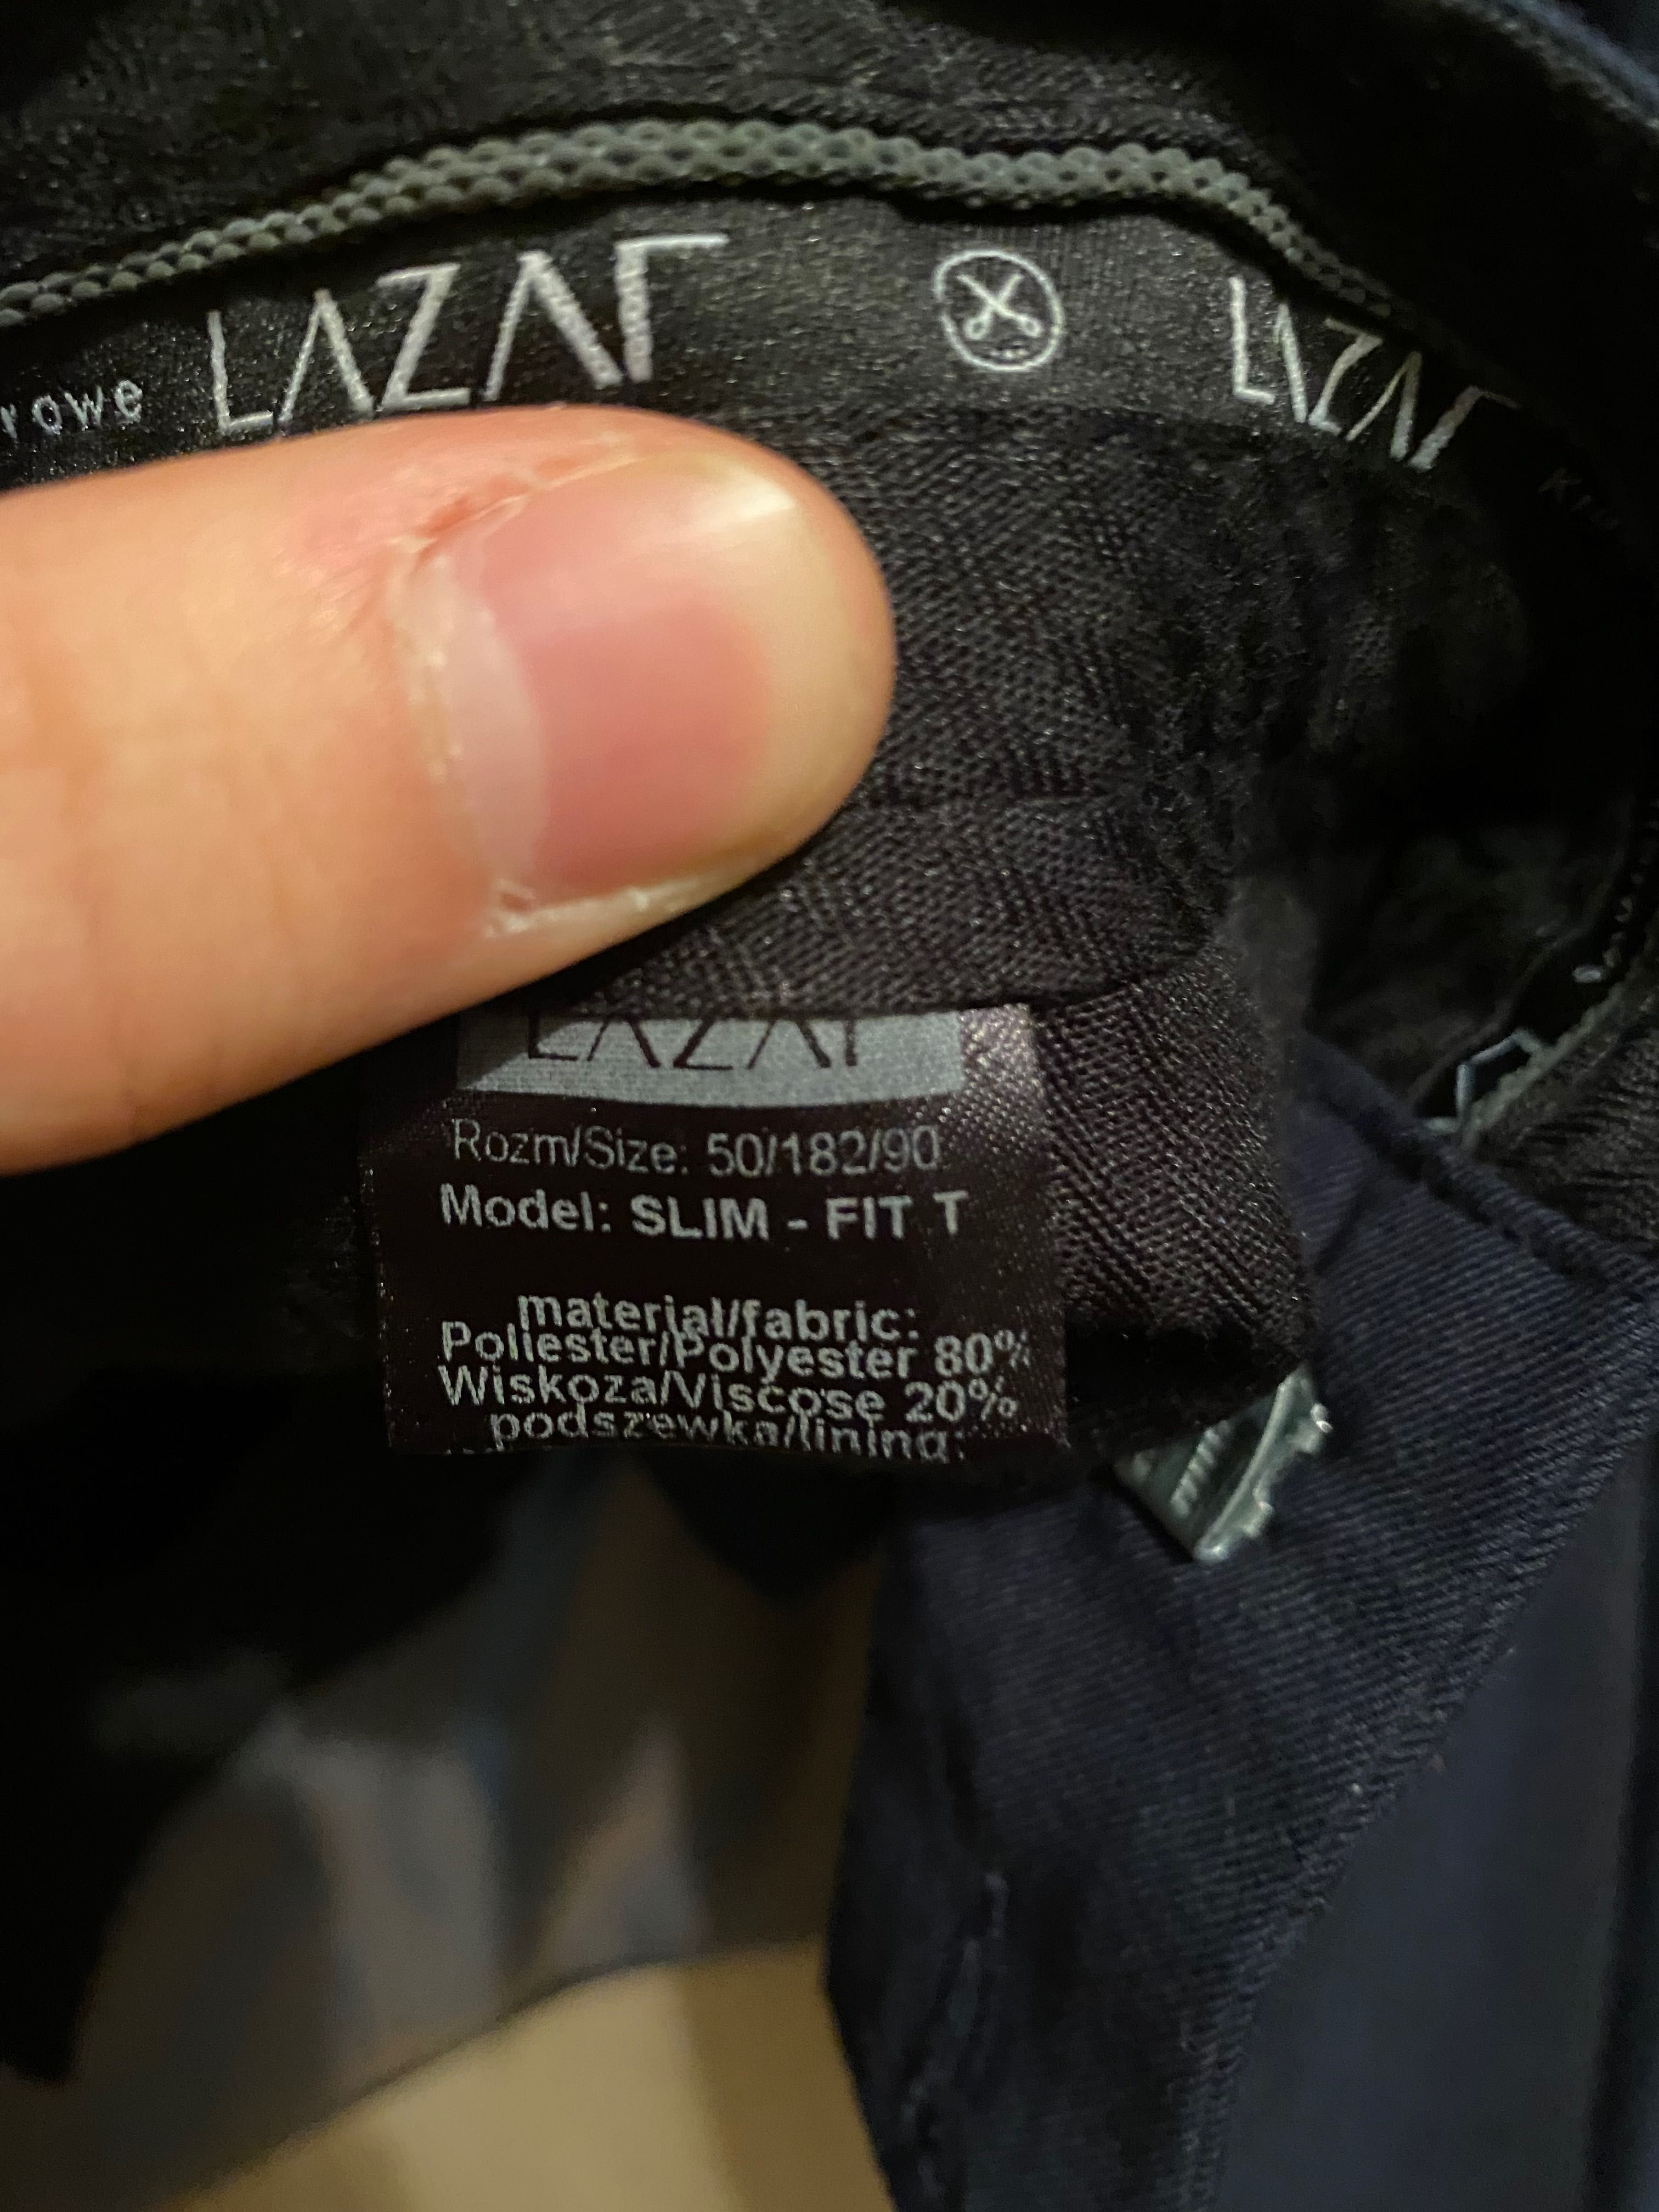 rowe LAZAR LAZAR
LAZAR
Rozm/Size: 50/182/90
Model: SLIM - FIT T
materiał/fabric:
Poliester/Polyester 80%
Wiskoza/Viscose 20%
podszewka/lining: